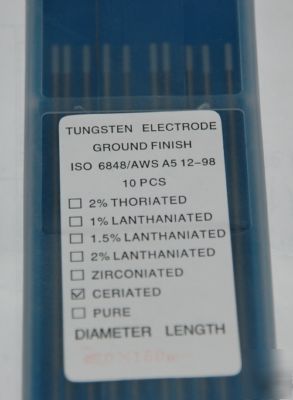 TUNGSTEN ELECTRODE
GROUND FINISH
ISO 6848/AWS A5 12-98
10 PCS
☐ 2% THORIATED
☐ 1% LANTHANIATED
☐ 1.5% LANTHANIATED
☐ 2% LANTHANIATED
☐ ZIRCONIATED
☑ CERIATED
☐ PURE
DIAMETER LENGTH